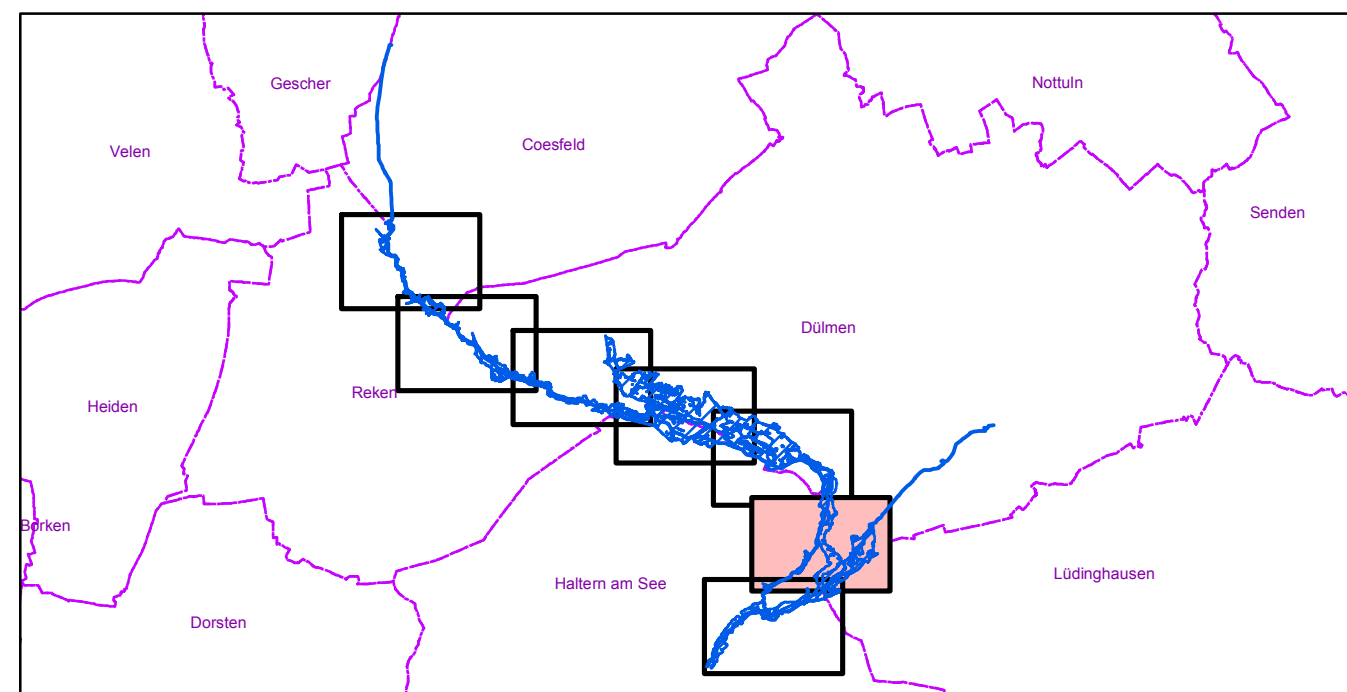 Gescher
Nottuln
Velen
Coesfeld
Senden
Dülmen
Reken
Heiden
Borken
Haltern am See
Lüdinghausen
Dorsten